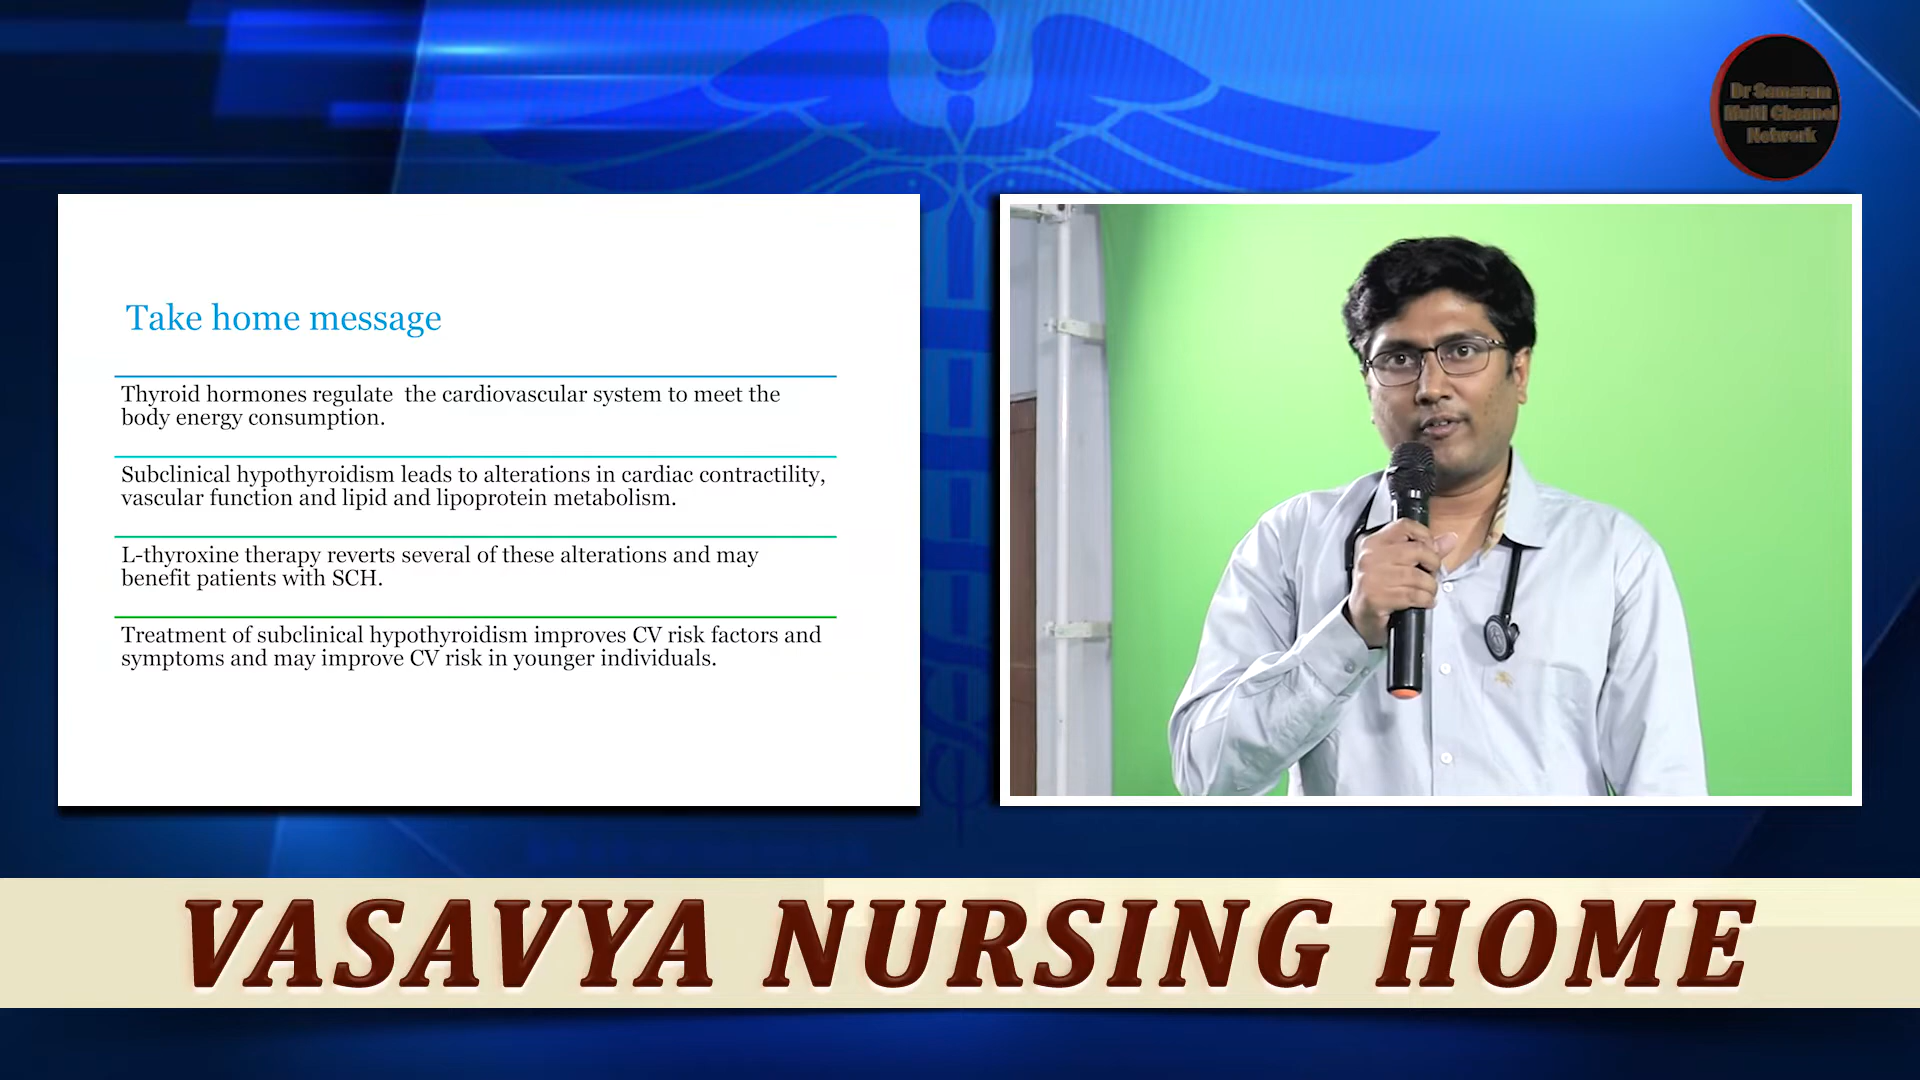 Dr Samaram
Multi Channel
Network
Take home message
Thyroid hormones regulate  the cardiovascular system to meet the
body energy consumption.
Subclinical hypothyroidism leads to alterations in cardiac contractility,
vascular function and lipid and lipoprotein metabolism.
L-thyroxine therapy reverts several of these alterations and may
benefit patients with SCH.
Treatment of subclinical hypothyroidism improves CV risk factors and
symptoms and may improve CV risk in younger individuals.
VASAVYA NURSING HOME